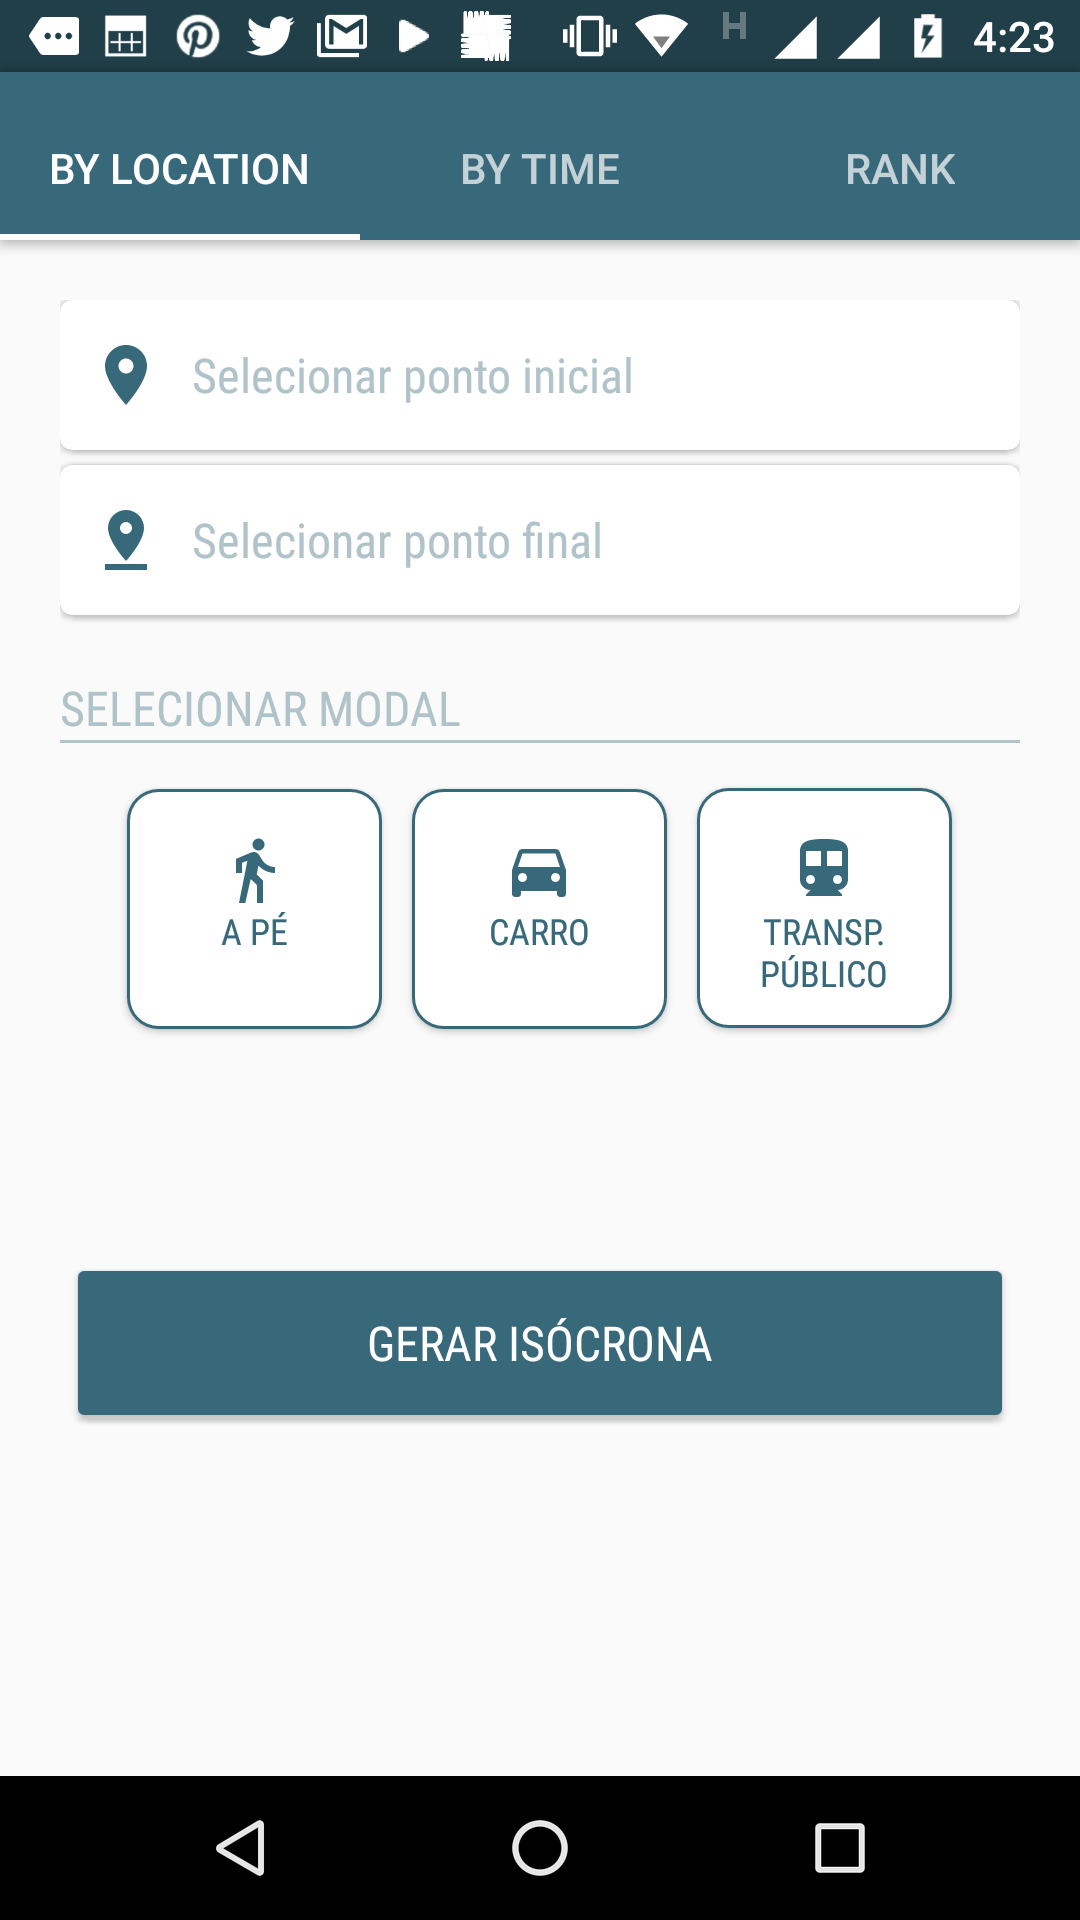 H 4:23
BY LOCATION BY TIME RANK
Selecionar ponto inicial
Selecionar ponto final
SELECIONAR MODAL
A PÉ CARRO TRANSP.
PÚBLICO
GERAR ISÓCRONA